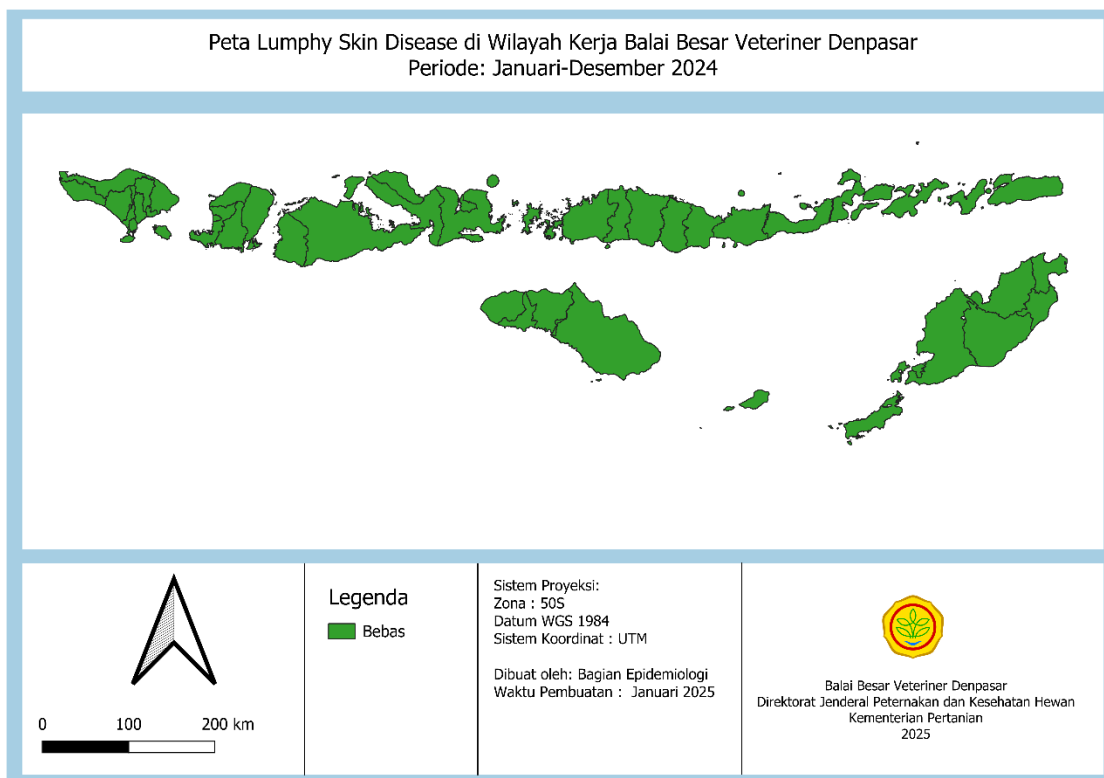 Peta Lumphy Skin Disease di Wilayah Kerja Balai Besar Veteriner Denpasar
Periode: Januari-Desember 2024
0 100 200 km
Legenda
Bebas
Sistem Proyeksi:
Zona : 50S
Datum WGS 1984
Sistem Koordinat : UTM
Dibuat oleh: Bagian Epidemiologi
Waktu Pembuatan : Januari 2025
Balai Besar Veteriner Denpasar
Direktorat Jenderal Peternakan dan Kesehatan Hewan
Kementerian Pertanian
2025